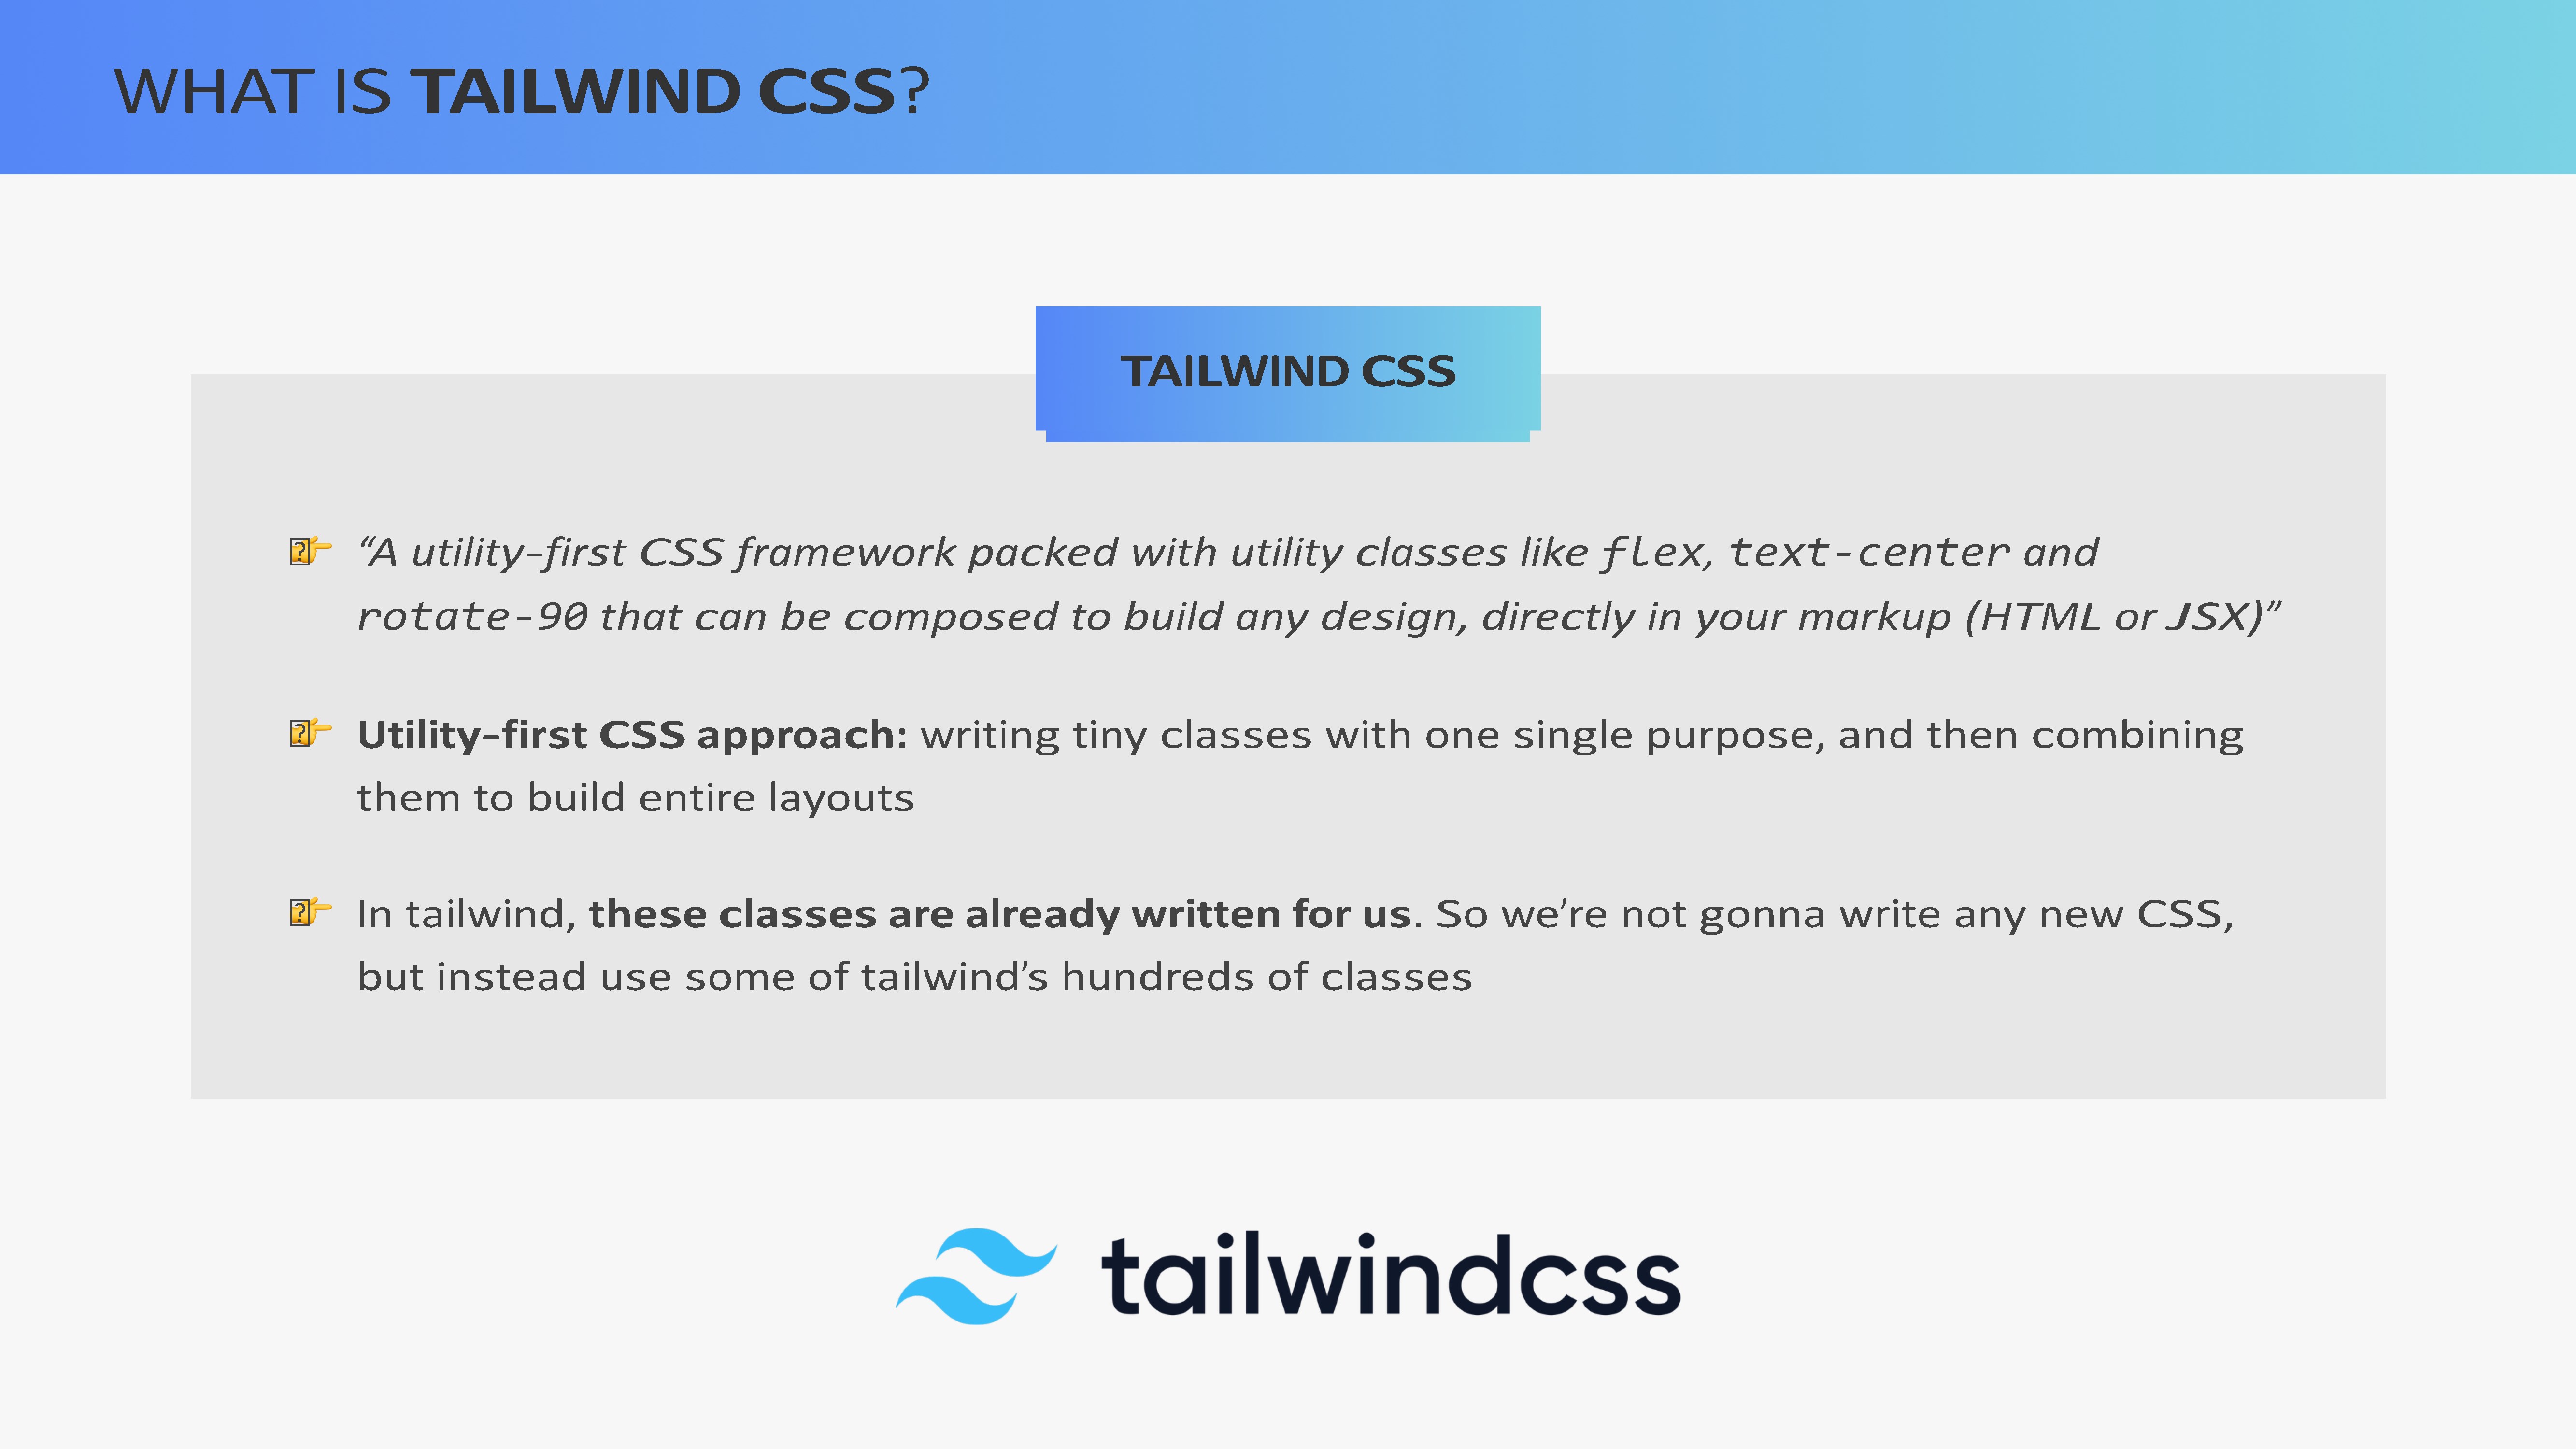 WHAT IS TAILWIND CSS?
TAILWIND CSS
“A utility-first CSS framework packed with utility classes like flex, text-center and
rotate-90 that can be composed to build any design, directly in your markup (HTML or JSX)”
Utility-first CSS approach: writing tiny classes with one single purpose, and then combining
them to build entire layouts
In tailwind, these classes are already written for us. So we’re not gonna write any new CSS,
but instead use some of tailwind’s hundreds of classes
tailwindcss